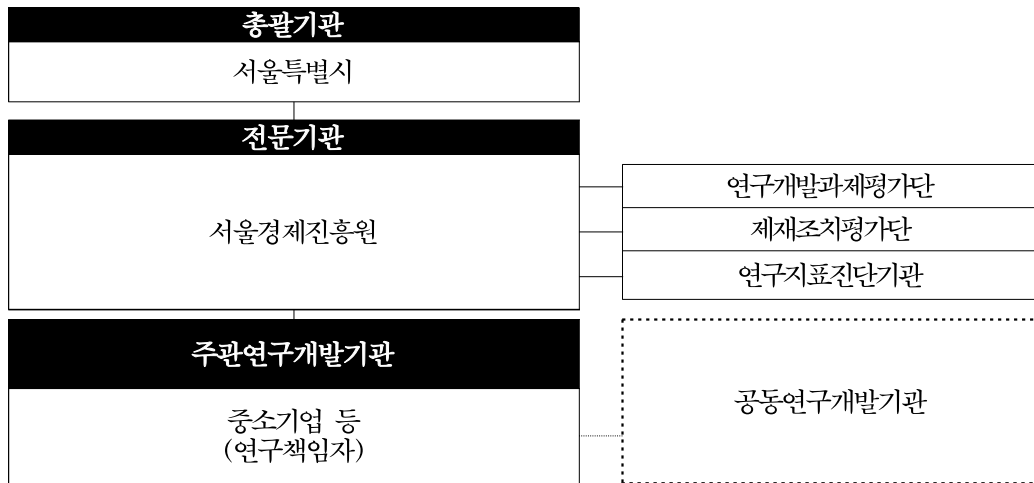 총괄기관
서울특별시
전문기관
서울경제진흥원
연구개발과제평가단
제재조치평가단
연구지표진단기관
주관연구개발기관
중소기업 등
(연구책임자)
공동연구개발기관